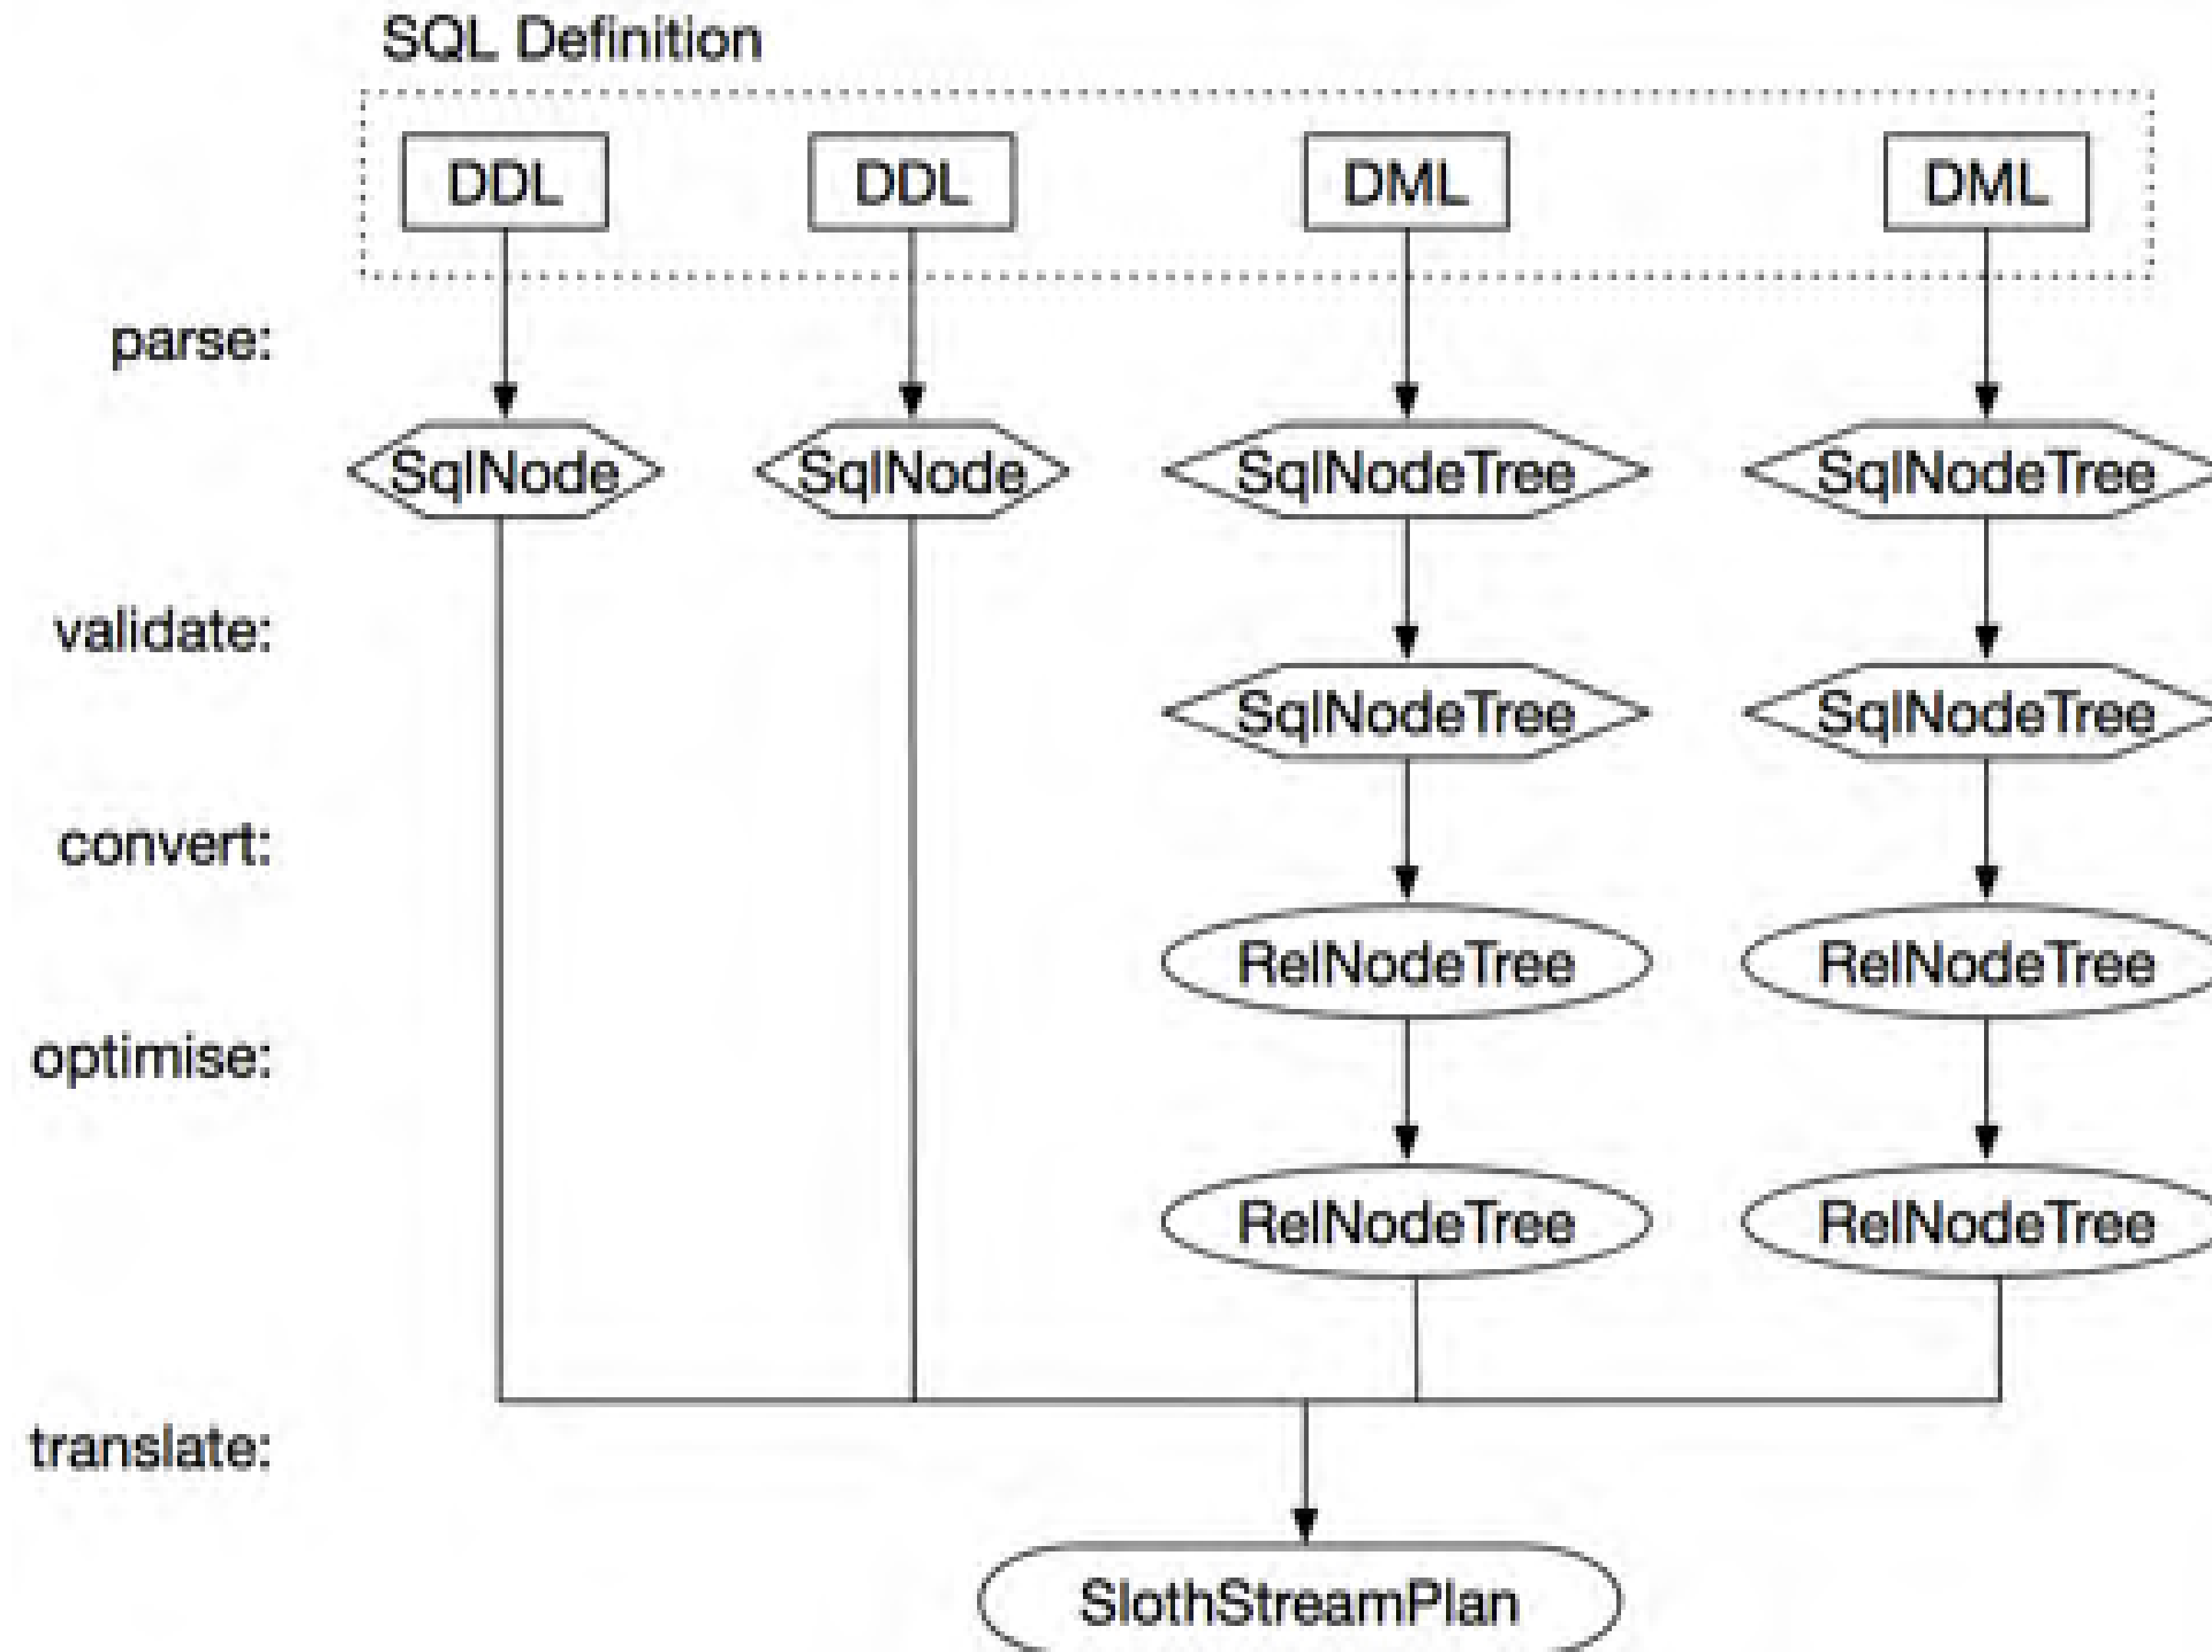 SQL Definition
DDL DDL DML DML
parse:
SqlNode SqlNode SqlNodeTree SqlNodeTree
validate:
SqlNodeTree SqlNodeTree
convert:
RelNodeTree RelNodeTree
optimise:
RelNodeTree RelNodeTree
translate:
SlothStreamPlan